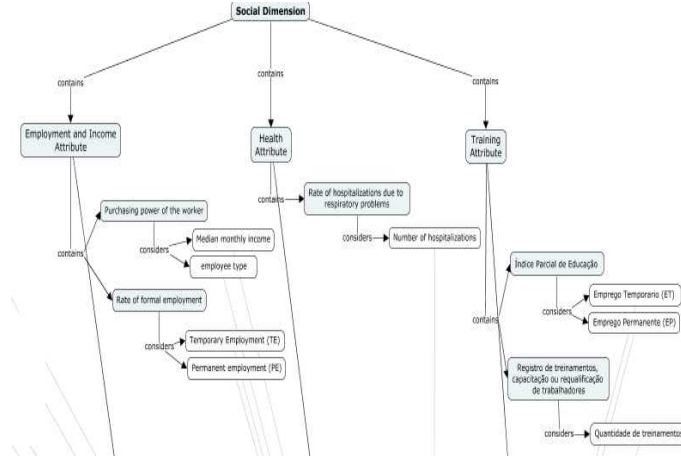 Social Dimension
contains
contains
contains
Employment and Income
Attribute
Health
Attribute
Training
Attribute
contains
Purchasing power of the worker
considers
Median monthly income
employee type
Rate of formal employment
considers
Temporary Employment (TE)
Permanent employment (PE)
contains
Rate of hospitalizations due to
respiratory problems
considers
Number of hospitalizations
contains
Índice Parcial de Educação
considers
Emprego Temporario (ET)
Emprego Permanente (EP)
Registro de treinamentos,
capacitação ou requalificação
de trabalhadores
considers
Quantidade de treinamentos